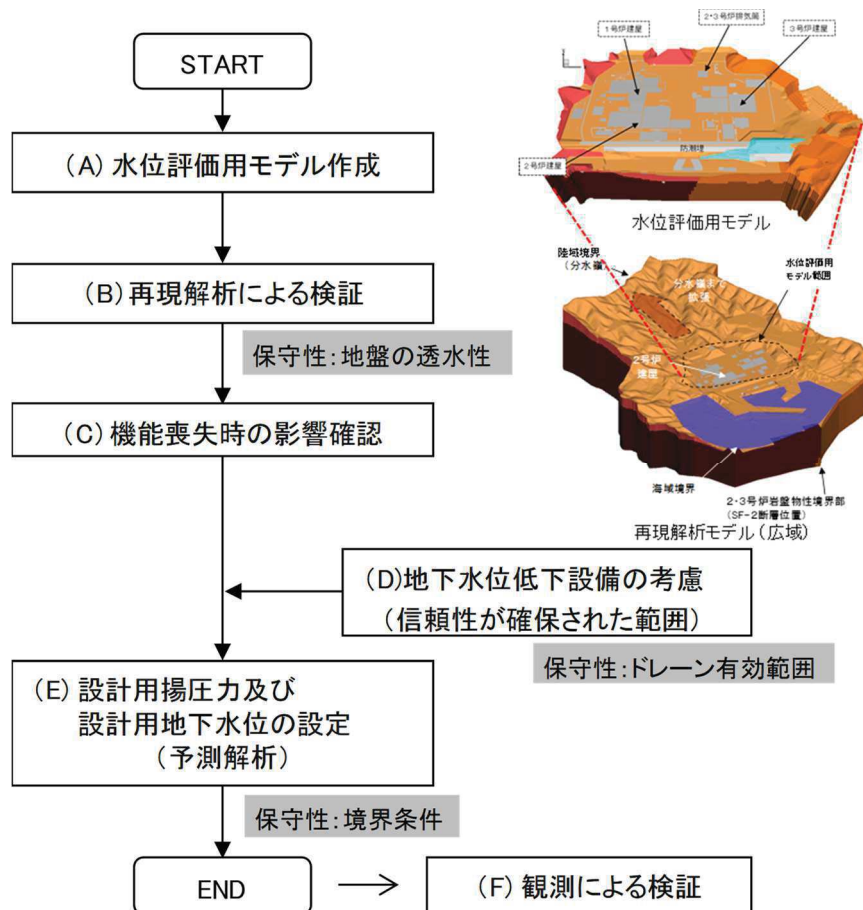 START
(A) 水位評価用モデル作成
(B) 再現解析による検証
保守性:地盤の透水性
(C) 機能喪失時の影響確認
(D)地下水位低下設備の考慮
(信頼性が確保された範囲)
保守性:ドレーン有効範囲
(E) 設計用揚圧力及び
設計用地下水位の設定
(予測解析)
保守性:境界条件
END
(F) 観測による検証
2・3号炉排気筒
1号炉建屋
3号炉建屋
防潮堤
2号炉建屋
水位評価用モデル
陸域境界
(分水嶺)
水位評価用
モデル範囲
分水嶺まで
拡張
2号炉
建屋
海域境界
2・3号炉岩盤物性境界部
(SF-2断層位置)
再現解析モデル(広域)